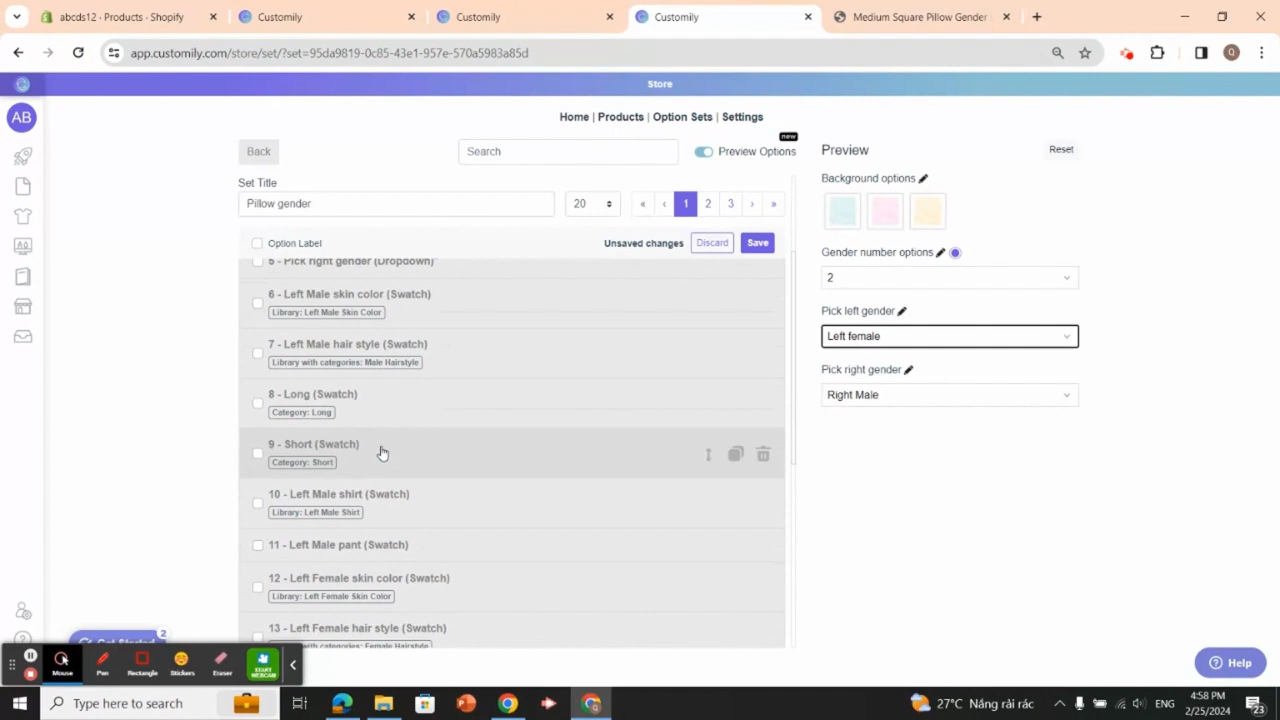 abcds12 · Products · Shopify
Customily
Customily
Customily
Medium Square Pillow Gender
app.customily.com/store/set/?set=95da9819-0c85-43e1-957e-570a5983a85d
Q
Store
AB
Home | Products | Option Sets | Settings
Back
Search
new
Preview Options
Set Title
Pillow gender
20
« ‹ 1 2 3 › »
Option Label
Unsaved changes
Discard
Save
5 - Pick right gender (Dropdown)
6 - Left Male skin color (Swatch)
Library: Left Male Skin Color
7 - Left Male hair style (Swatch)
Library with categories: Male Hairstyle
8 - Long (Swatch)
Category: Long
9 - Short (Swatch)
Category: Short
10 - Left Male shirt (Swatch)
Library: Left Male Shirt
11 - Left Male pant (Swatch)
12 - Left Female skin color (Swatch)
Library: Left Female Skin Color
13 - Left Female hair style (Swatch)
with categories: Female Hairstyle
Preview
Reset
Background options
Gender number options
2
Pick left gender
Left female
Pick right gender
Right Male
Get Started
2
Mouse
Pen
Rectangle
Stickers
Eraser
START
WEBCAM
Help
Type here to search
27°C Nắng rải rác
ENG
4:58 PM
2/25/2024
23